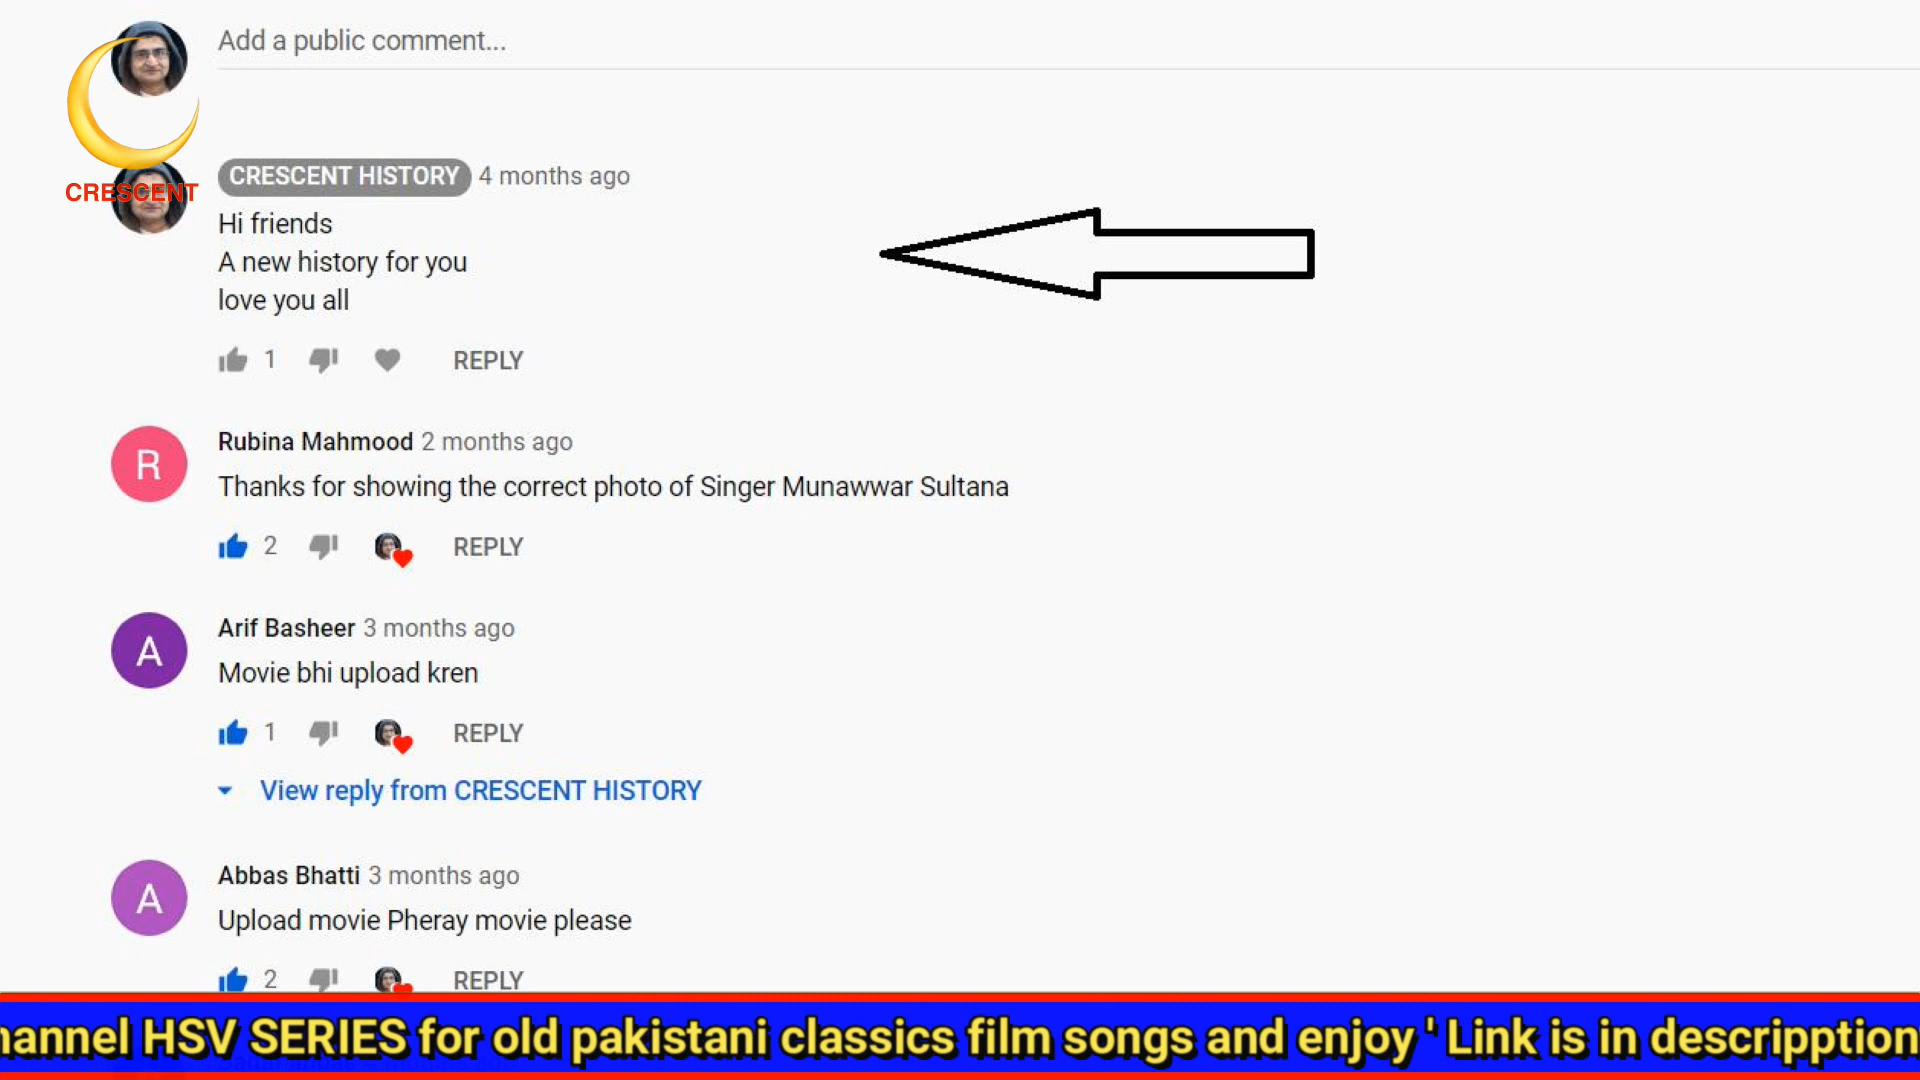 Add a public comment...
CRESCENT
CRESCENT HISTORY 4 months ago
Hi friends
A new history for you
love you all
1 REPLY
R
Rubina Mahmood 2 months ago
Thanks for showing the correct photo of Singer Munawwar Sultana
2 REPLY
A
Arif Basheer 3 months ago
Movie bhi upload kren
1 REPLY
View reply from CRESCENT HISTORY
A
Abbas Bhatti 3 months ago
Upload movie Pheray movie please
2 REPLY
hannel HSV SERIES for old pakistani classics film songs and enjoy ' Link is in descripption